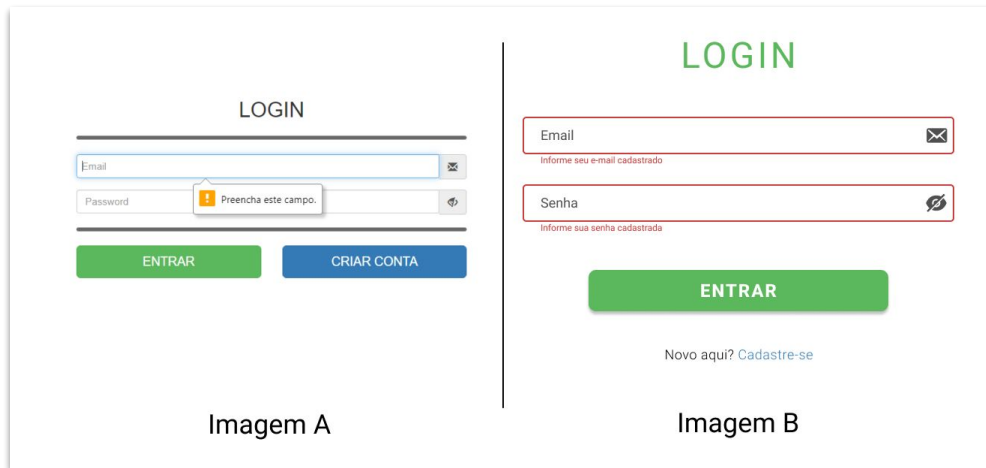 LOGIN
Email
Preencha este campo.
Password
ENTRAR
CRIAR CONTA
Imagem A
LOGIN
Email
Informe seu e-mail cadastrado
Senha
Informe sua senha cadastrada
ENTRAR
Novo aqui? Cadastre-se
Imagem B